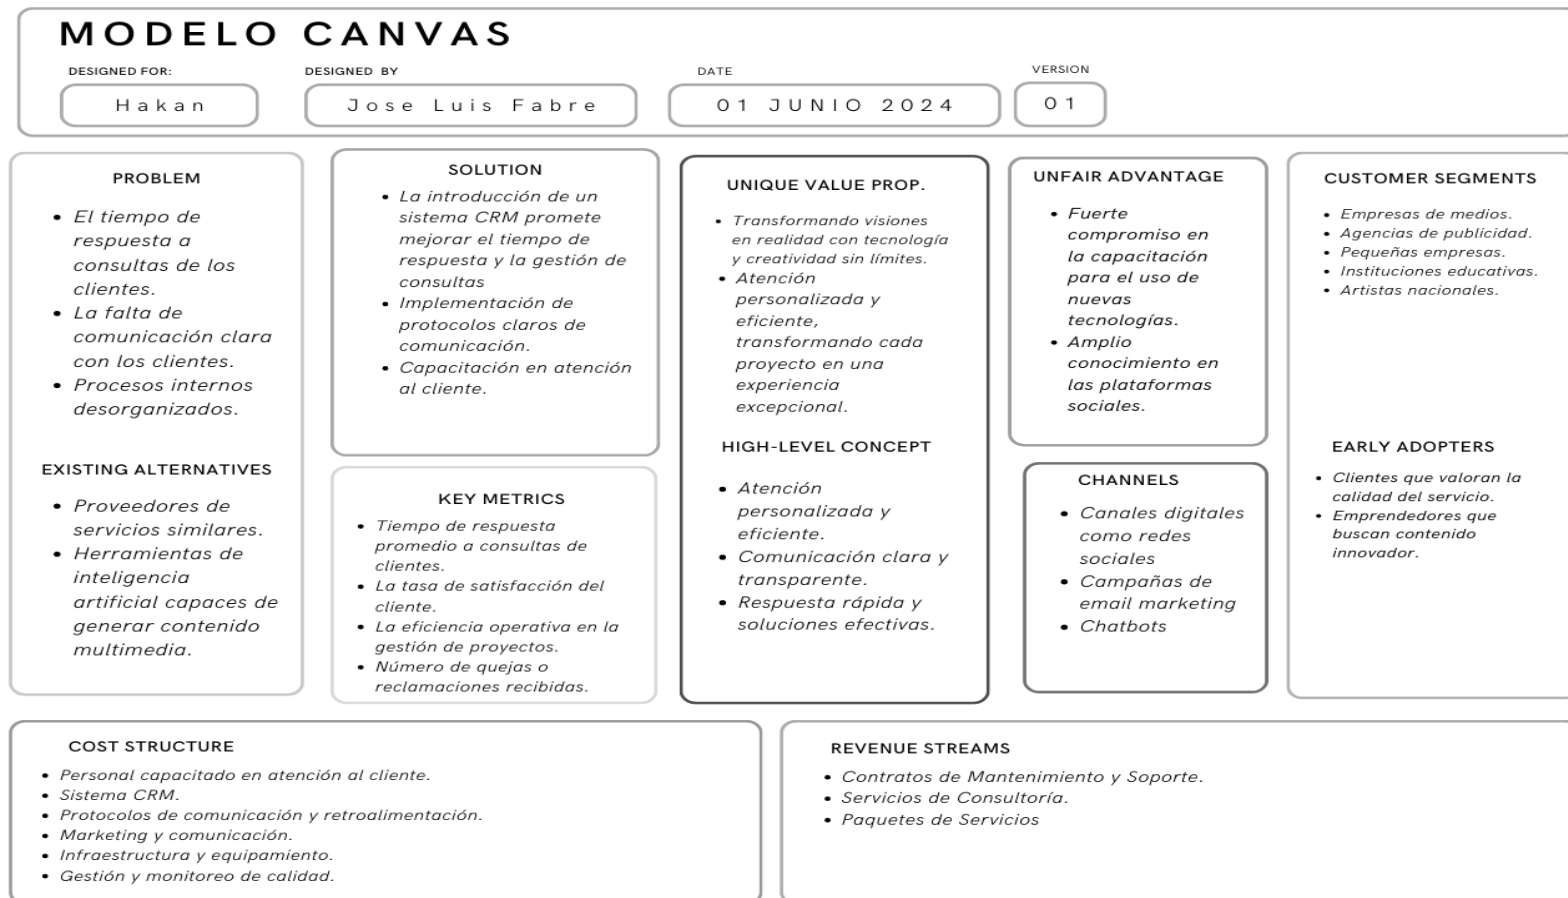 MODELO CANVAS
DESIGNED FOR:
Hakan
DESIGNED BY
Jose Luis Fabre
DATE
01 JUNIO 2024
VERSION
01
PROBLEM
• El tiempo de
respuesta a
consultas de los
clientes.
• La falta de
comunicación clara
con los clientes.
• Procesos internos
desorganizados.
EXISTING ALTERNATIVES
• Proveedores de
servicios similares.
• Herramientas de
inteligencia
artificial capaces de
generar contenido
multimedia.
SOLUTION
• La introducción de un
sistema CRM promete
mejorar el tiempo de
respuesta y la gestión de
consultas
• Implementación de
protocolos claros de
comunicación.
• Capacitación en atención
al cliente.
KEY METRICS
• Tiempo de respuesta
promedio a consultas de
clientes.
• La tasa de satisfacción del
cliente.
• La eficiencia operativa en la
gestión de proyectos.
• Número de quejas o
reclamaciones recibidas.
UNIQUE VALUE PROP.
• Transformando visiones
en realidad con tecnología
y creatividad sin límites.
• Atención
personalizada y
eficiente,
transformando cada
proyecto en una
experiencia
excepcional.
HIGH-LEVEL CONCEPT
• Atención
personalizada y
eficiente.
• Comunicación clara y
transparente.
• Respuesta rápida y
soluciones efectivas.
UNFAIR ADVANTAGE
• Fuerte
compromiso en
la capacitación
para el uso de
nuevas
tecnologías.
• Amplio
conocimiento en
las plataformas
sociales.
CHANNELS
• Canales digitales
como redes
sociales
• Campañas de
email marketing
• Chatbots
CUSTOMER SEGMENTS
• Empresas de medios.
• Agencias de publicidad.
• Pequeñas empresas.
• Instituciones educativas.
• Artistas nacionales.
EARLY ADOPTERS
• Clientes que valoran la
calidad del servicio.
• Emprendedores que
buscan contenido
innovador.
COST STRUCTURE
• Personal capacitado en atención al cliente.
• Sistema CRM.
• Protocolos de comunicación y retroalimentación.
• Marketing y comunicación.
• Infraestructura y equipamiento.
• Gestión y monitoreo de calidad.
REVENUE STREAMS
• Contratos de Mantenimiento y Soporte.
• Servicios de Consultoría.
• Paquetes de Servicios